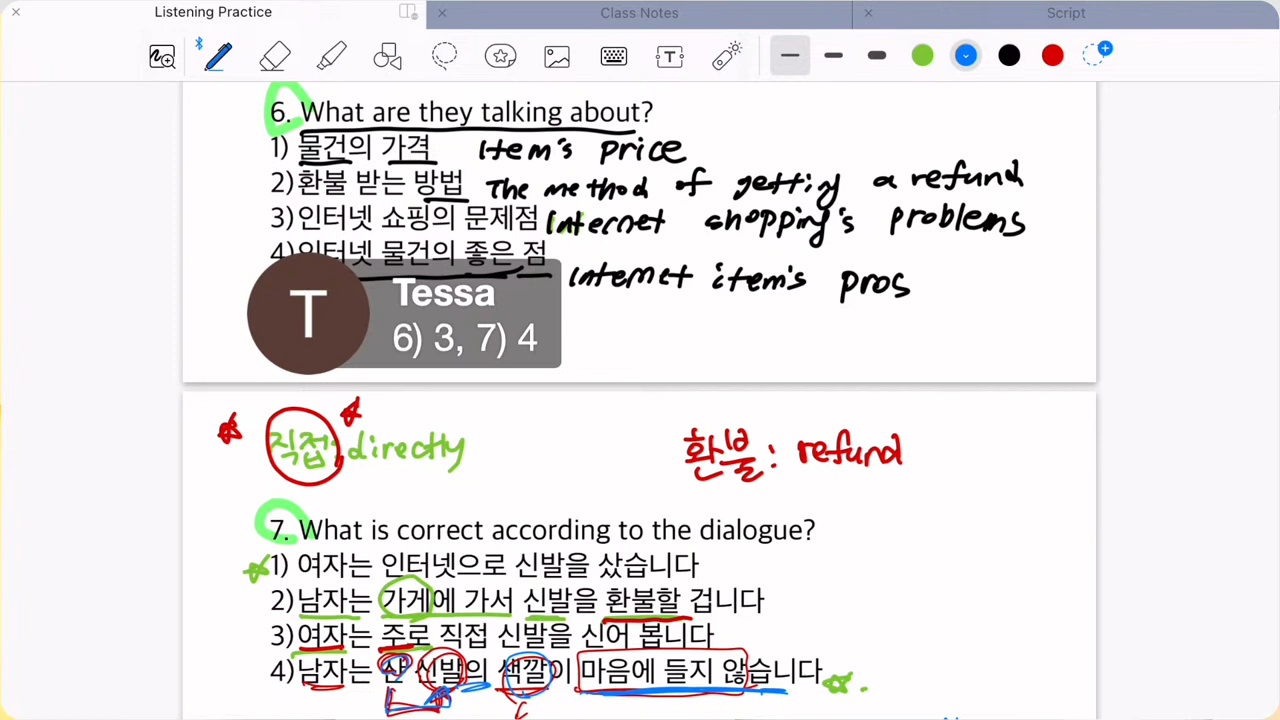 Listening Practice
Class Notes
Script
6. What are they talking about?
1) 물건의 가격 Item's price
2) 환불 받는 방법 The method of getting a refund
3) 인터넷 쇼핑의 문제점 Internet shopping's problems
4) 인터넷 물건의 좋은 점
Internet item's pros
T
Tessa
6) 3, 7) 4
직접: directly
환불: refund
7. What is correct according to the dialogue?
1) 여자는 인터넷으로 신발을 샀습니다
2) 남자는 가게에 가서 신발을 환불할 겁니다
3) 여자는 주로 직접 신발을 신어 봅니다
4) 남자는 산 신발의 색깔이 마음에 들지 않습니다